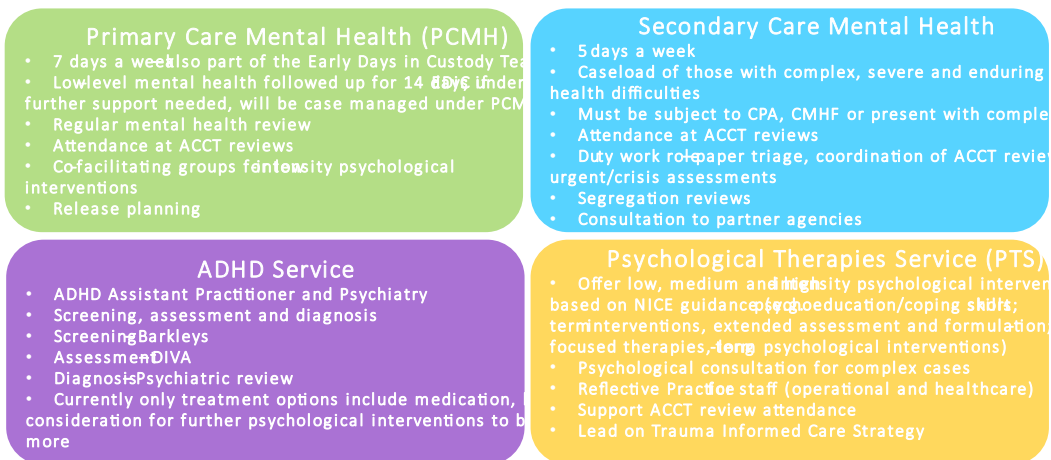 Primary Care Mental Health (PCMH)
• 7 days a week – also part of the Early Days in Custody Tea
• Low-level mental health followed up for 14 days under EDiC, if
further support needed, will be case managed under PCM
• Regular mental health review
• Attendance at ACCT reviews
• Co-facilitating groups for low intensity psychological
interventions
• Release planning
Secondary Care Mental Health
• 5 days a week
• Caseload of those with complex, severe and enduring
health difficulties
• Must be subject to CPA, CMHF or present with comple
• Attendance at ACCT reviews
• Duty work role – paper triage, coordination of ACCT review
urgent/crisis assessments
• Segregation reviews
• Consultation to partner agencies
ADHD Service
• ADHD Assistant Practitioner and Psychiatry
• Screening, assessment and diagnosis
• Screening – Barkleys
• Assessment – DIVA
• Diagnosis – Psychiatric review
• Currently only treatment options include medication,
consideration for further psychological interventions to b
more
Psychological Therapies Service (PTS)
• Offer low, medium and high intensity psychological interven
based on NICE guidance (e.g. psychoeducation/coping skills;
term interventions, extended assessment and formulation,
focused therapies, long-term psychological interventions)
• Psychological consultation for complex cases
• Reflective Practice for staff (operational and healthcare)
• Support ACCT review attendance
• Lead on Trauma Informed Care Strategy